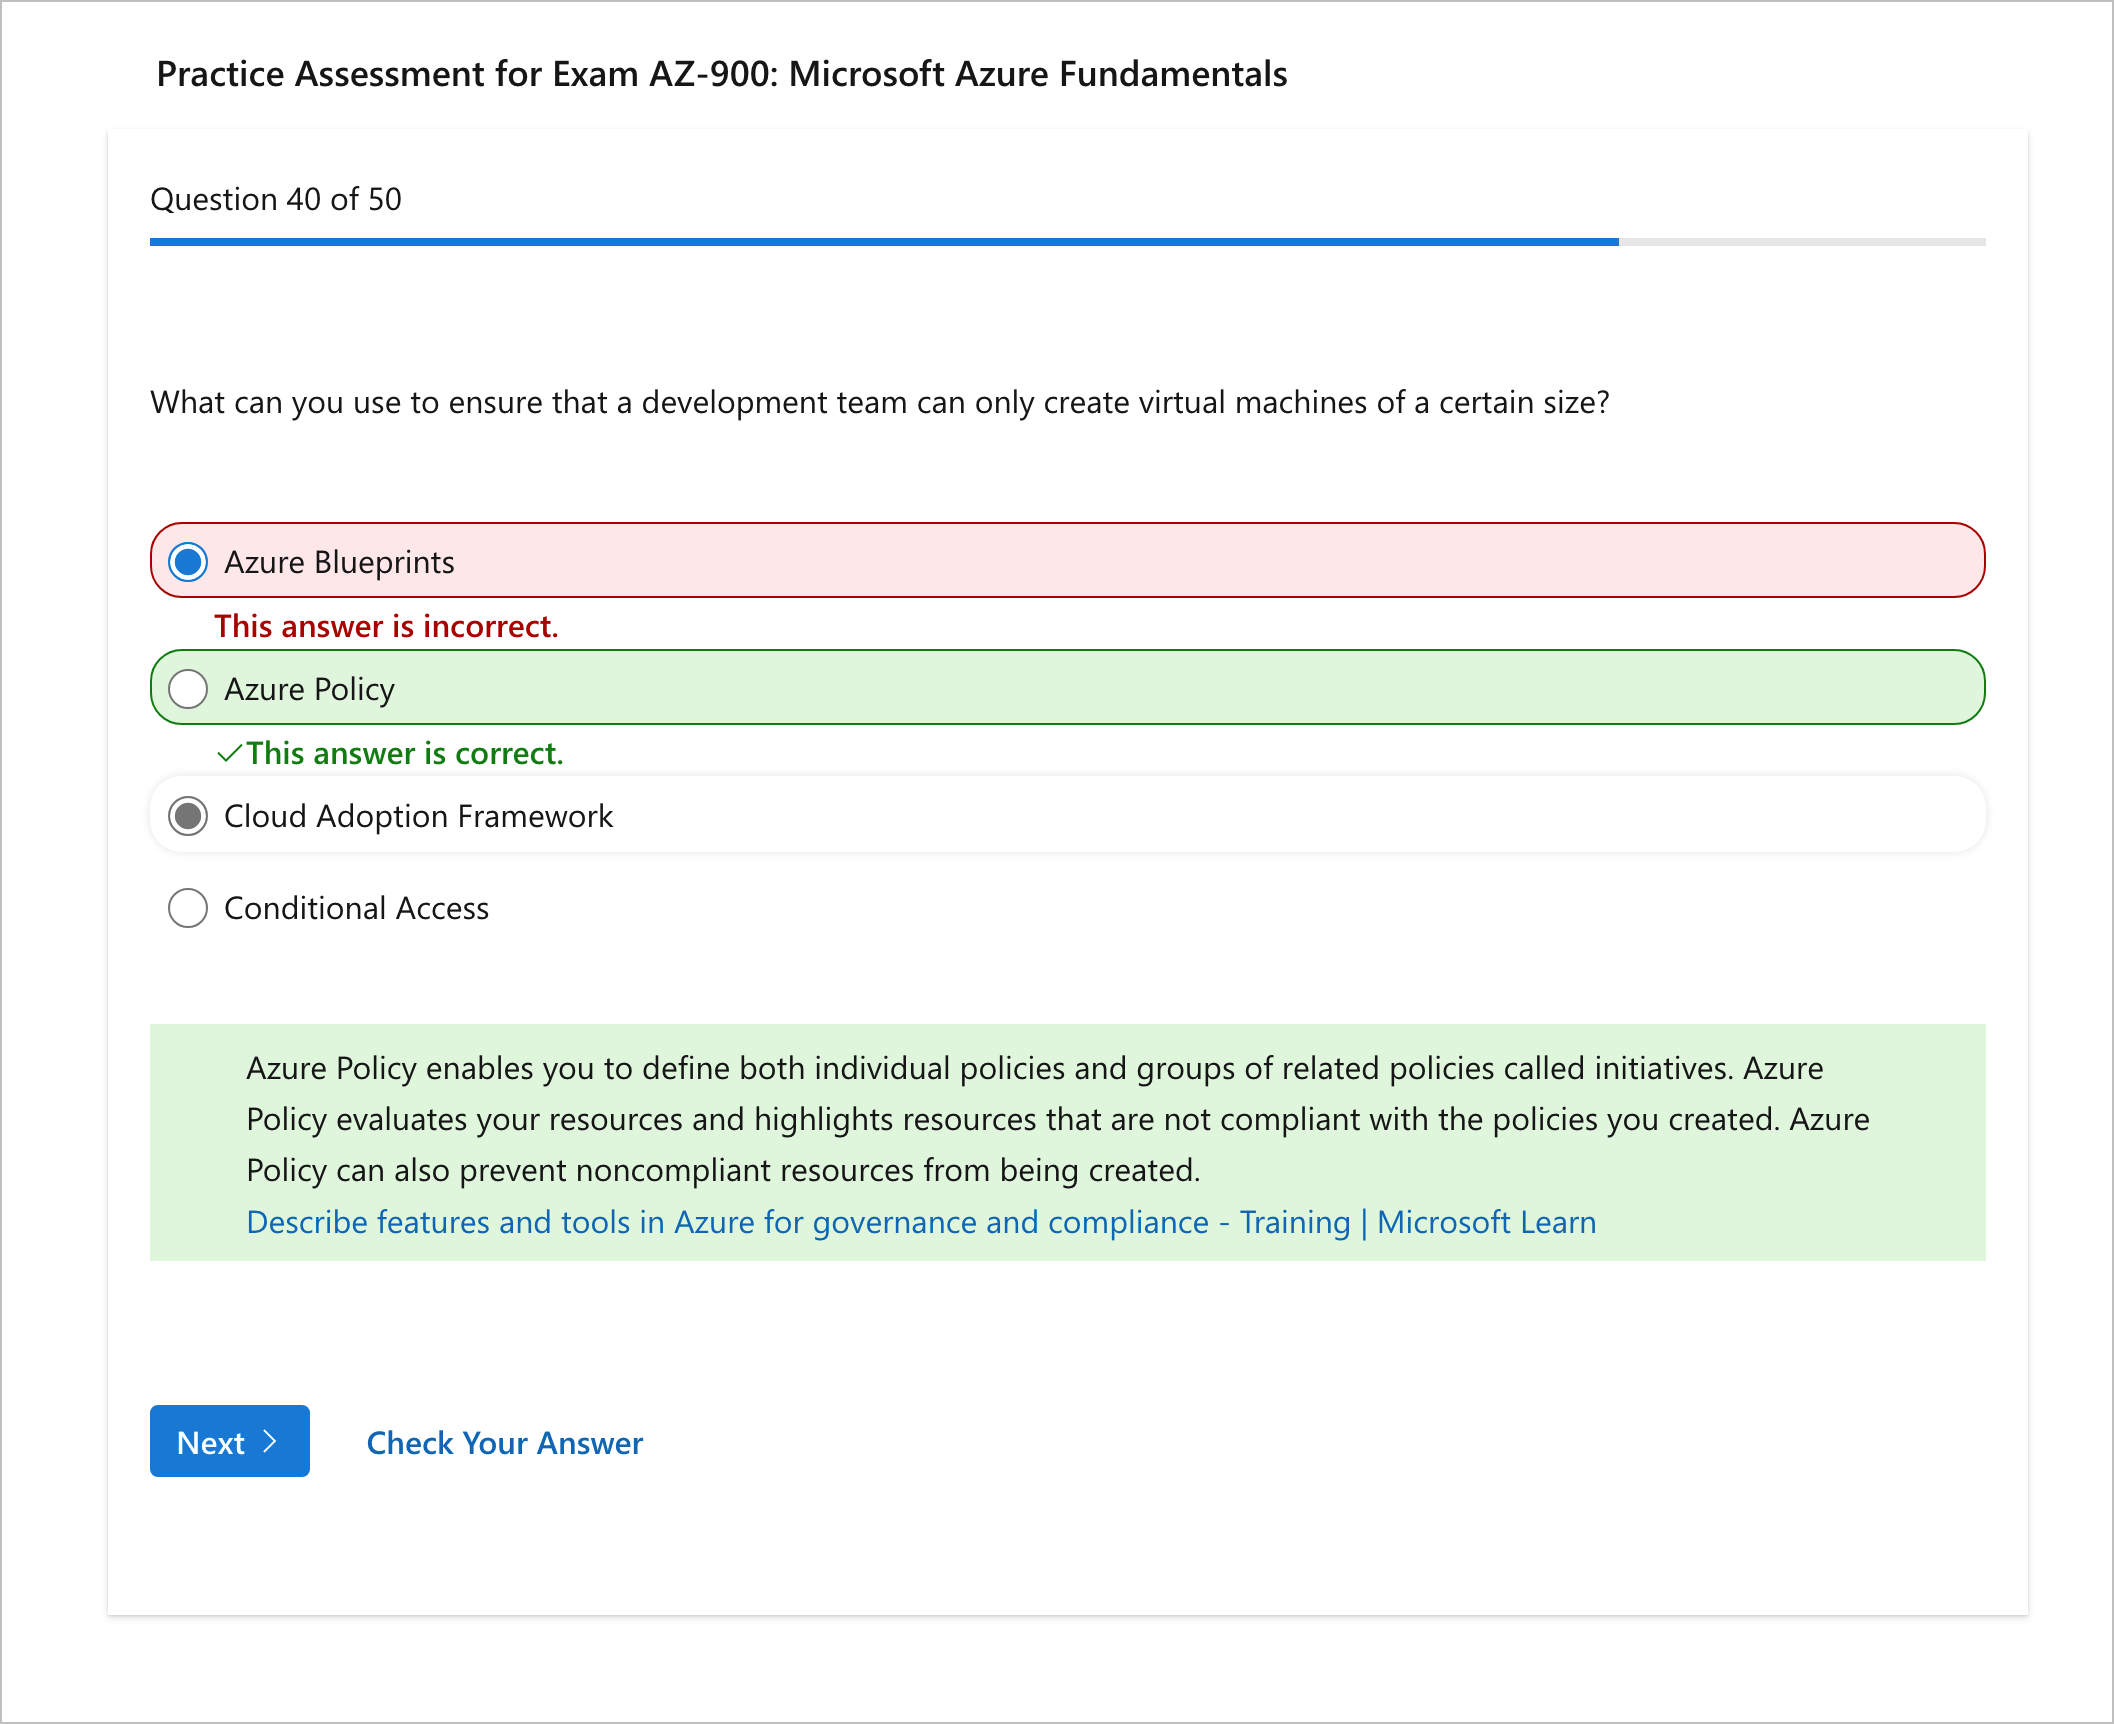 Practice Assessment for Exam AZ-900: Microsoft Azure Fundamentals
Question 40 of 50
What can you use to ensure that a development team can only create virtual machines of a certain size?
Azure Blueprints
This answer is incorrect.
Azure Policy
This answer is correct.
Cloud Adoption Framework
Conditional Access
Azure Policy enables you to define both individual policies and groups of related policies called initiatives. Azure
Policy evaluates your resources and highlights resources that are not compliant with the policies you created. Azure
Policy can also prevent noncompliant resources from being created.
Describe features and tools in Azure for governance and compliance - Training | Microsoft Learn
Next
Check Your Answer